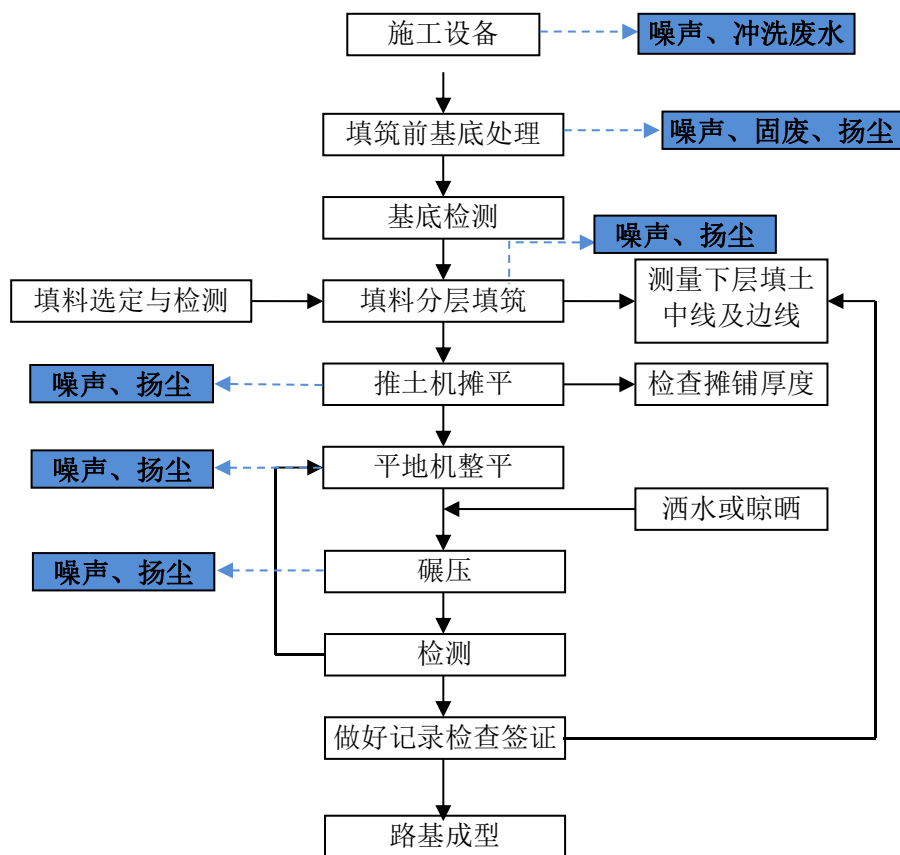 施工设备
噪声、冲洗废水
填筑前基底处理
噪声、固废、扬尘
基底检测
噪声、扬尘
填料选定与检测
填料分层填筑
测量下层填土
中线及边线
噪声、扬尘
推土机摊平
检查摊铺厚度
噪声、扬尘
平地机整平
洒水或晾晒
噪声、扬尘
碾压
检测
做好记录检查签证
路基成型